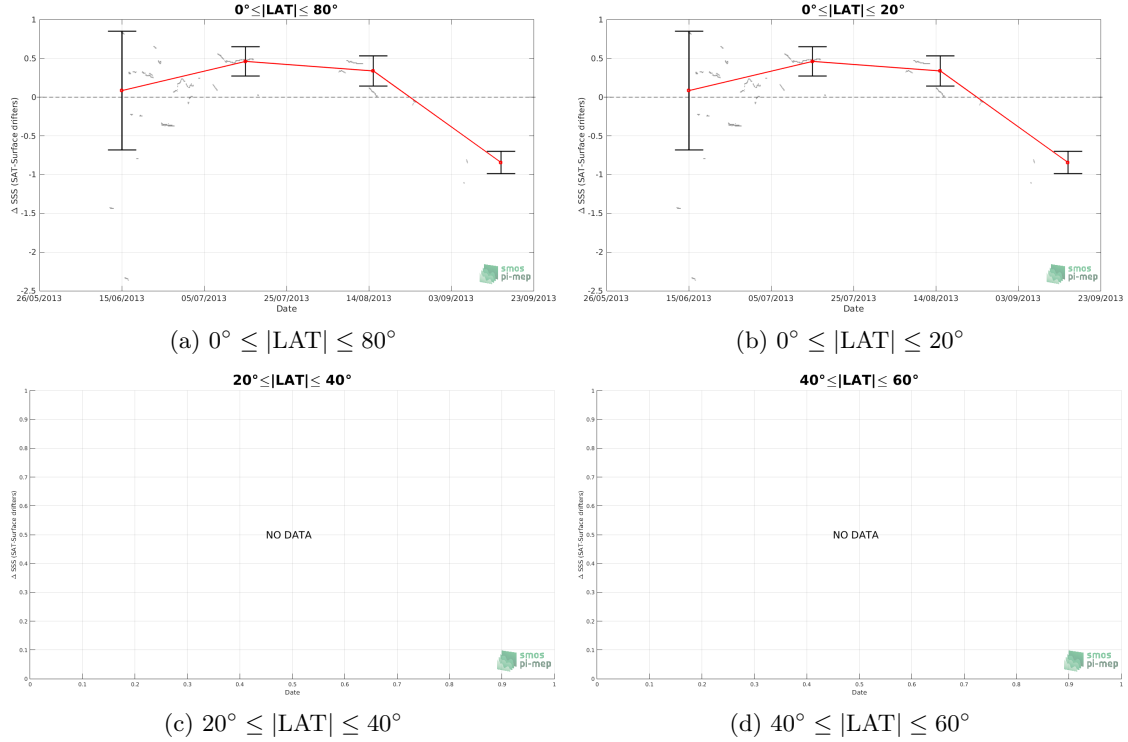 0°≤|LAT|≤ 80°
Δ SSS (SAT-Surface drifters)
1
0.5
0
-0.5
-1
-1.5
-2
-2.5
26/05/2013 15/06/2013 05/07/2013 25/07/2013 14/08/2013 03/09/2013 23/09/2013
Date
smos
pi-mep
(a) 0° ≤ |LAT| ≤ 80°
0°≤|LAT|≤ 20°
Δ SSS (SAT-Surface drifters)
1
0.5
0
-0.5
-1
-1.5
-2
-2.5
26/05/2013 15/06/2013 05/07/2013 25/07/2013 14/08/2013 03/09/2013 23/09/2013
Date
smos
pi-mep
(b) 0° ≤ |LAT| ≤ 20°
20°≤|LAT|≤ 40°
Δ SSS (SAT-Surface drifters)
1
0.9
0.8
0.7
0.6
0.5
0.4
0.3
0.2
0.1
0
NO DATA
0 0.1 0.2 0.3 0.4 0.5 0.6 0.7 0.8 0.9 1
Date
smos
pi-mep
(c) 20° ≤ |LAT| ≤ 40°
40°≤|LAT|≤ 60°
Δ SSS (SAT-Surface drifters)
1
0.9
0.8
0.7
0.6
0.5
0.4
0.3
0.2
0.1
0
NO DATA
0 0.1 0.2 0.3 0.4 0.5 0.6 0.7 0.8 0.9 1
Date
smos
pi-mep
(d) 40° ≤ |LAT| ≤ 60°